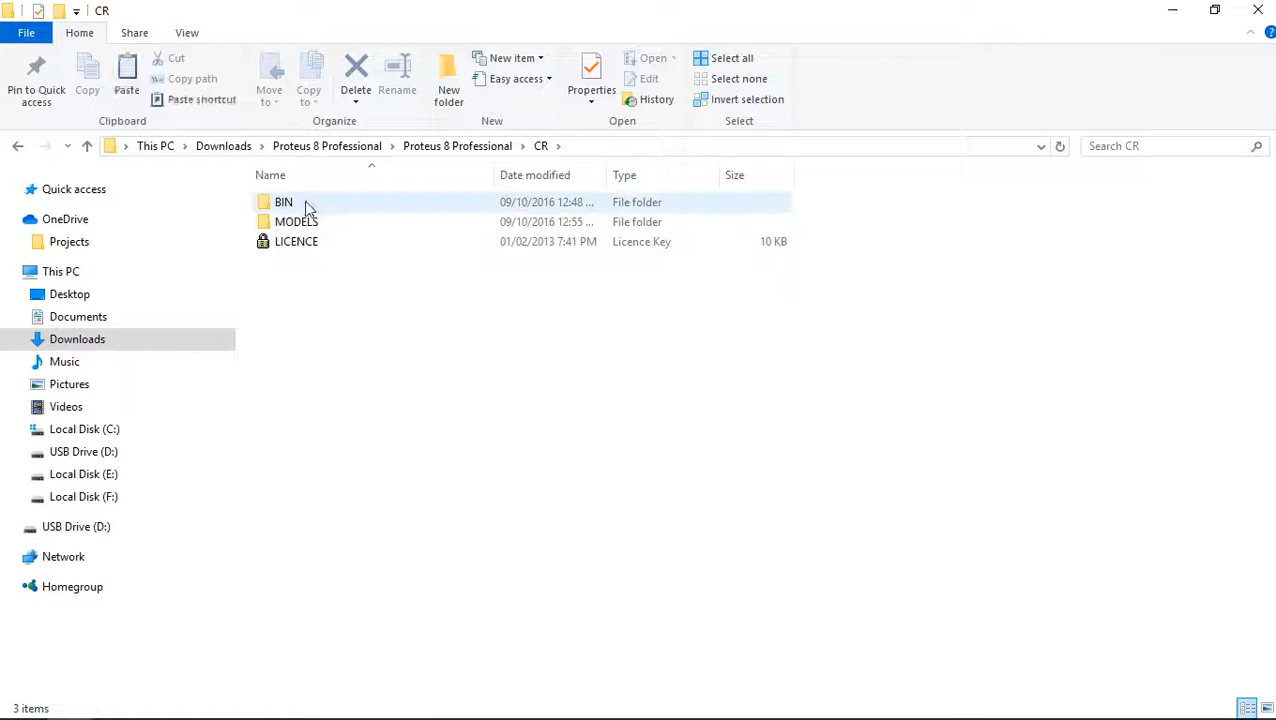 CR
File Home Share View
Pin to Quick access
Copy
Paste
Cut
Copy path
Paste shortcut
Clipboard
Move to
Copy to
Delete
Rename
Organize
New folder
New item
Easy access
New
Properties
Open
Edit
History
Open
Select all
Select none
Invert selection
Select
This PC Downloads Proteus 8 Professional Proteus 8 Professional CR
Search CR
Name Date modified Type Size
BIN 09/10/2016 12:48 ... File folder
MODELS 09/10/2016 12:55 ... File folder
LICENCE 01/02/2013 7:41 PM Licence Key 10 KB
Quick access
OneDrive
Projects
This PC
Desktop
Documents
Downloads
Music
Pictures
Videos
Local Disk (C:)
USB Drive (D:)
Local Disk (E:)
Local Disk (F:)
USB Drive (D:)
Network
Homegroup
3 items